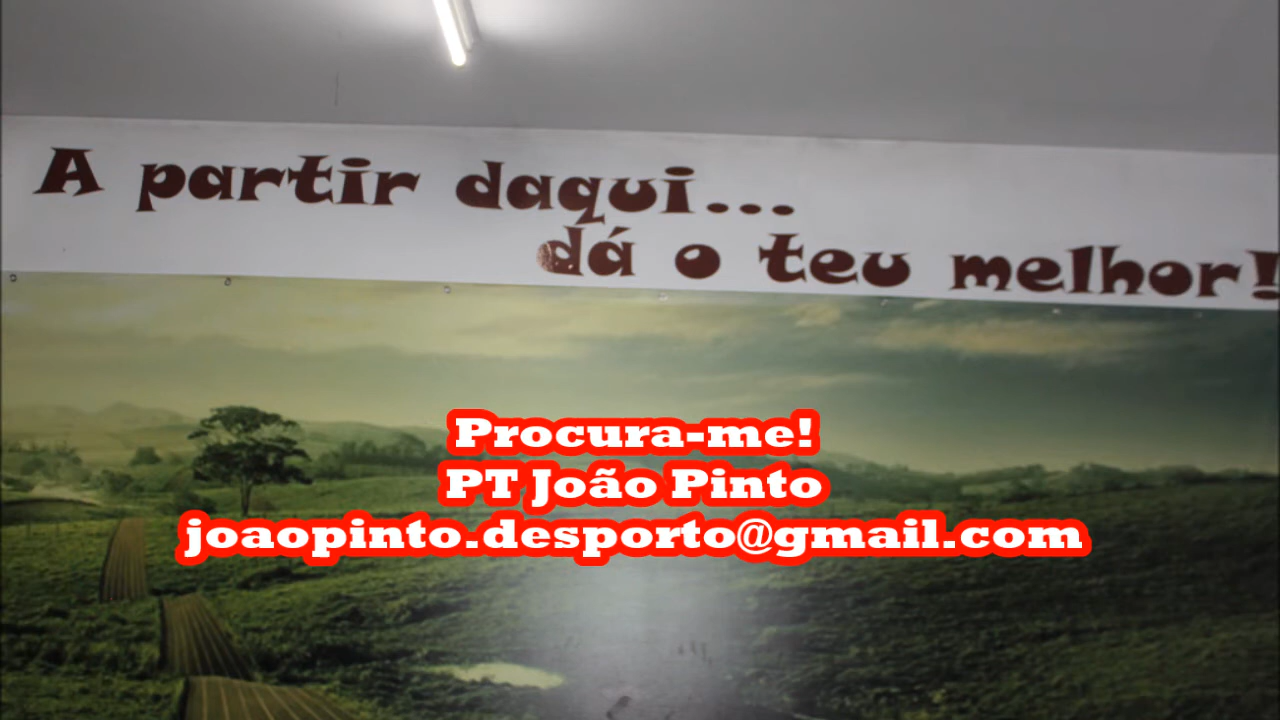 A partir daqui...
dá o teu melhor!
Procura-me!
PT João Pinto
joaopinto.desporto@gmail.com